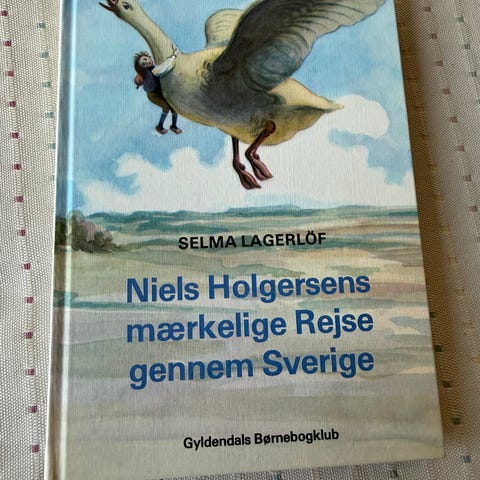 SELMA LAGERLÖF
Niels Holgersens
mærkelige Rejse
gennem Sverige
Gyldendals Børnebogklub